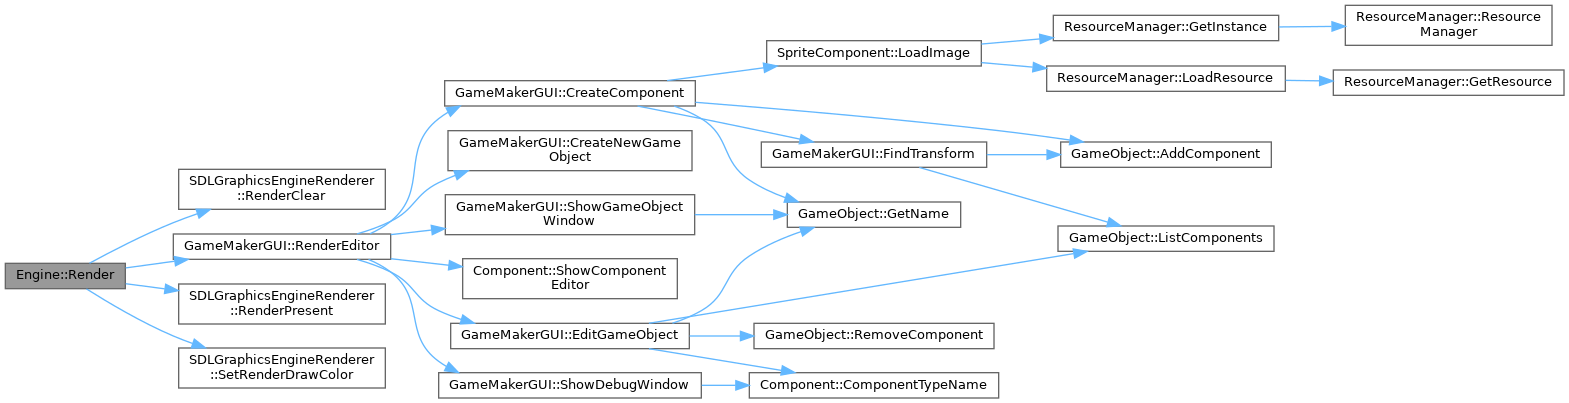 Engine::Render
SDLGraphicsEngineRenderer
::RenderClear
GameMakerGUI::RenderEditor
SDLGraphicsEngineRenderer
::RenderPresent
SDLGraphicsEngineRenderer
::SetRenderDrawColor
GameMakerGUI::CreateComponent
GameMakerGUI::CreateNewGame
Object
GameMakerGUI::ShowGameObject
Window
Component::ShowComponent
Editor
GameMakerGUI::EditGameObject
GameMakerGUI::ShowDebugWindow
SpriteComponent::LoadImage
GameMakerGUI::FindTransform
GameObject::GetName
GameObject::RemoveComponent
Component::ComponentTypeName
ResourceManager::GetInstance
ResourceManager::LoadResource
GameObject::AddComponent
GameObject::ListComponents
ResourceManager::Resource
Manager
ResourceManager::GetResource